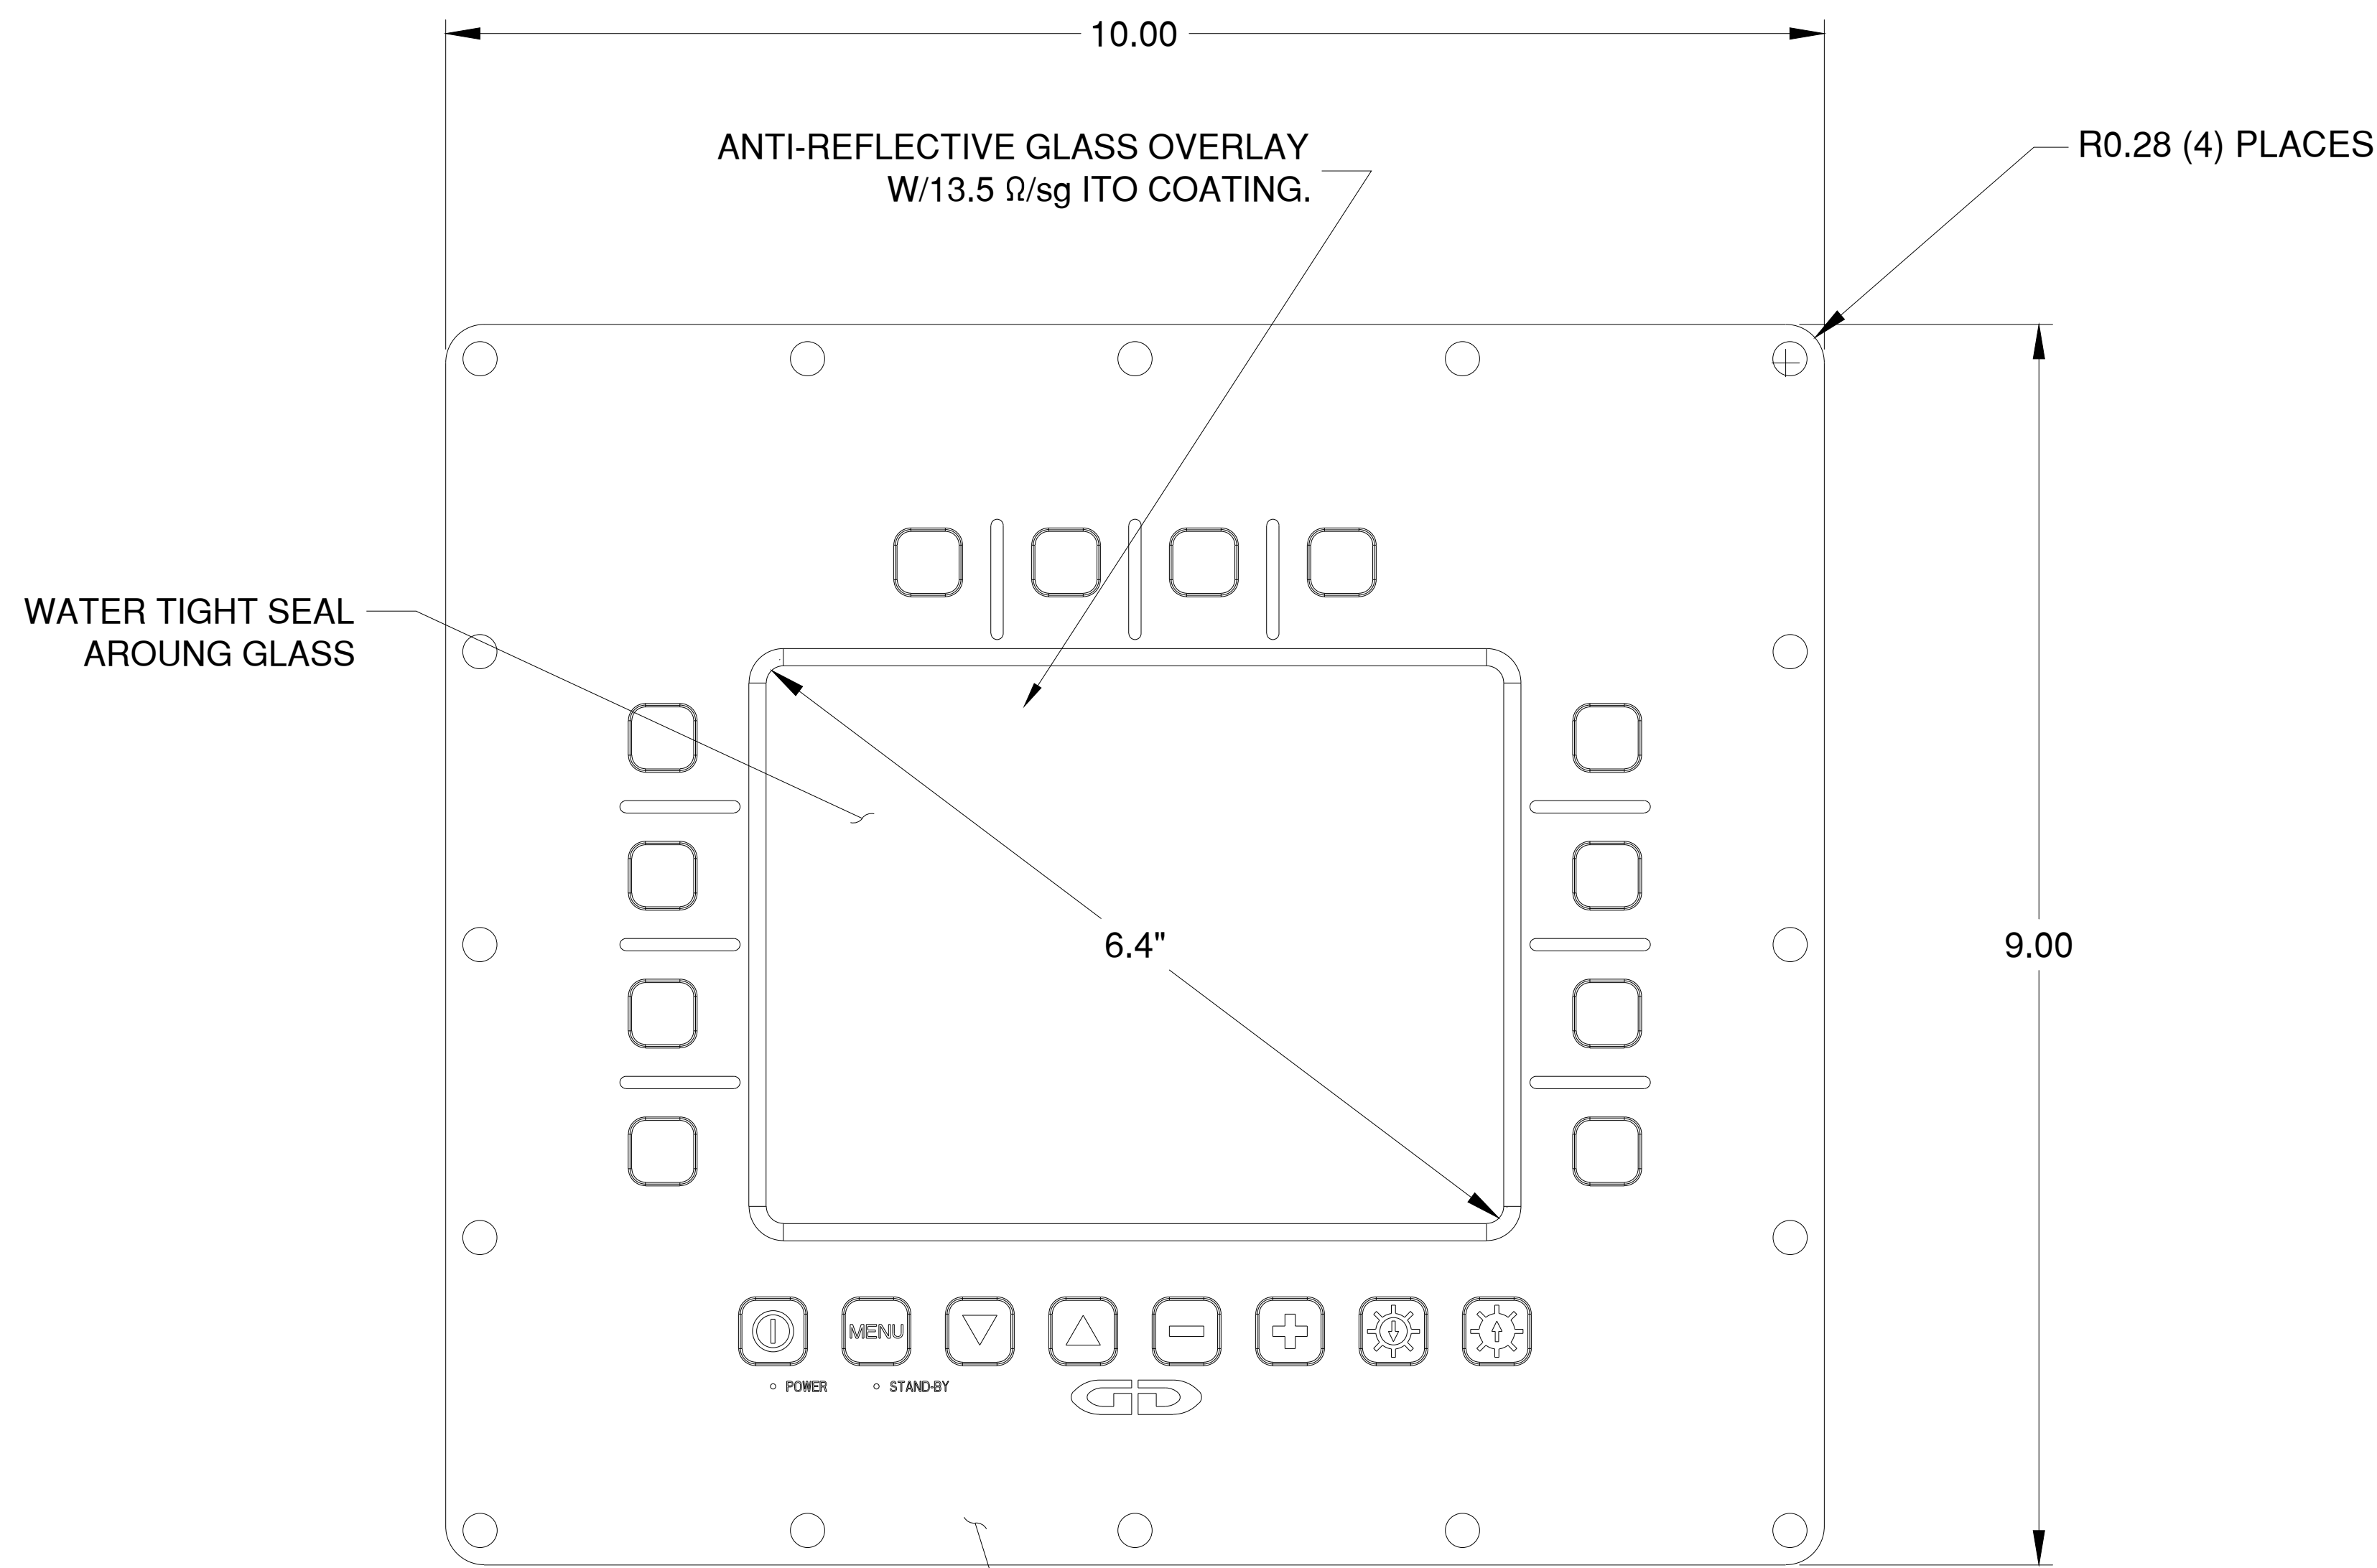 10.00
ANTI-REFLECTIVE GLASS OVERLAY
W/13.5 Ω/sg ITO COATING.
R0.28 (4) PLACES
WATER TIGHT SEAL
AROUNG GLASS
6.4"
9.00
MENU
POWER
STAND-BY
GD